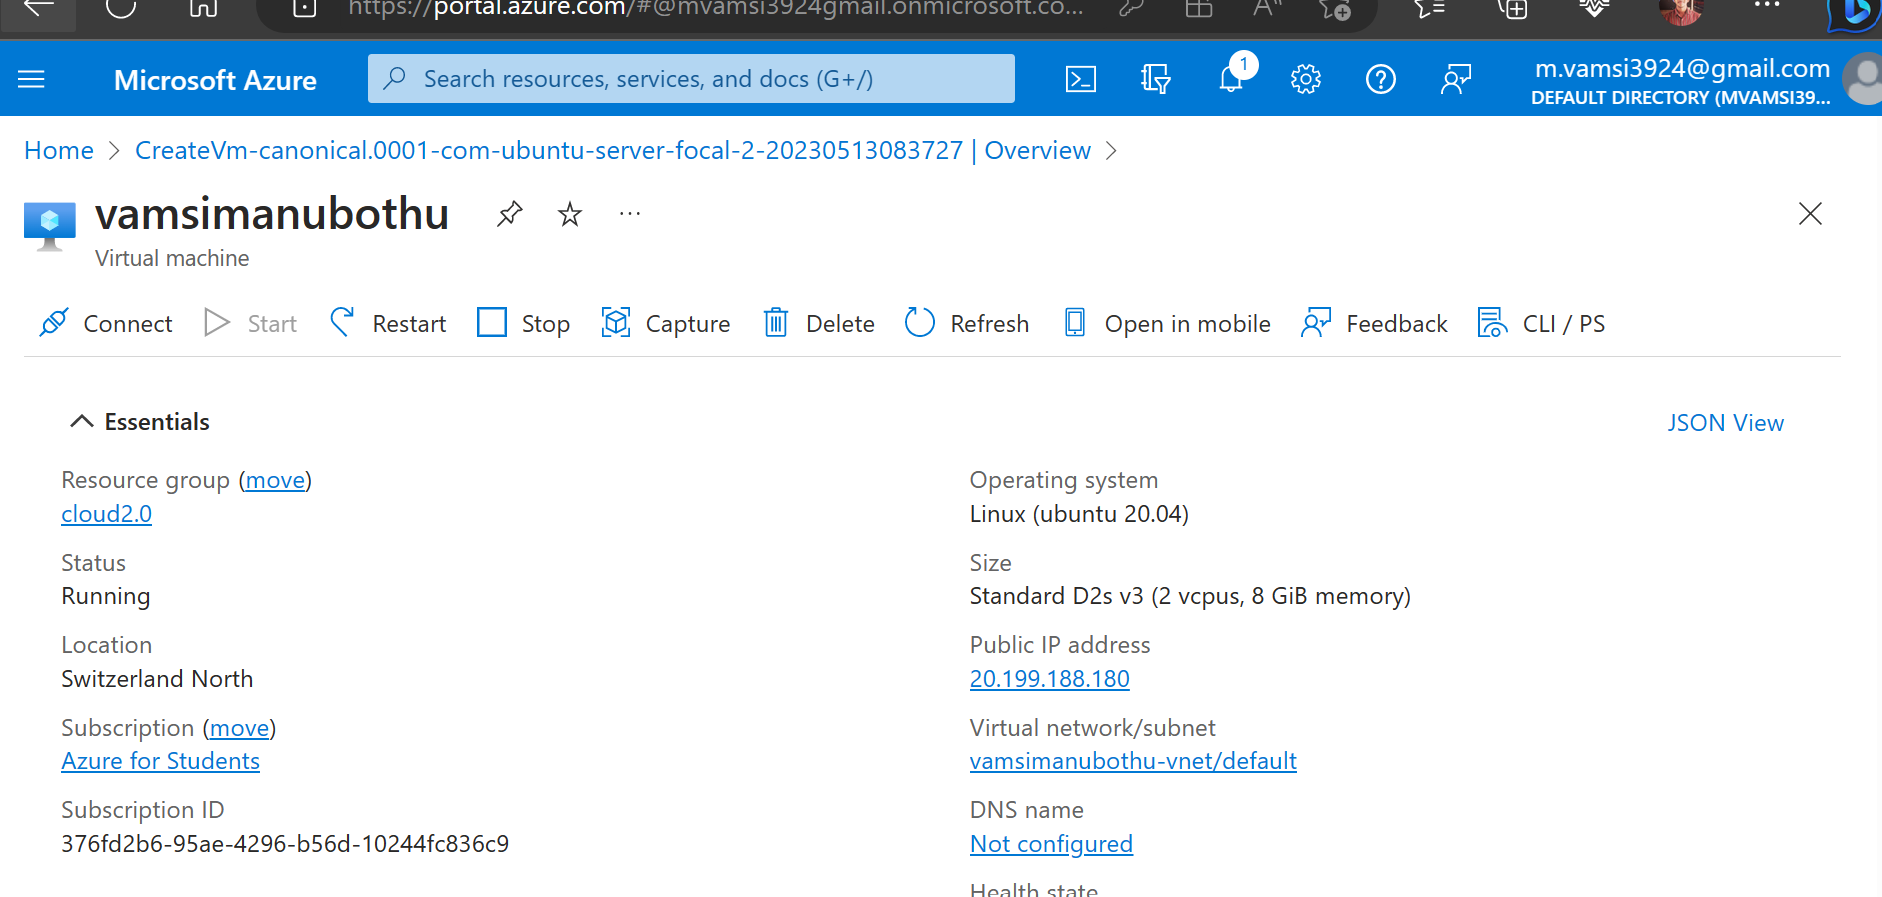 https://portal.azure.com/#@mvamsi3924gmail.onmicrosoft.co...
Microsoft Azure
Search resources, services, and docs (G+/)
1
m.vamsi3924@gmail.com
DEFAULT DIRECTORY (MVAMSI39...
Home > CreateVm-canonical.0001-com-ubuntu-server-focal-2-20230513083727 | Overview >
vamsimanubothu
Virtual machine
Connect Start Restart Stop Capture Delete Refresh Open in mobile Feedback CLI / PS
Essentials
JSON View
Resource group (move)
cloud2.0
Status
Running
Location
Switzerland North
Subscription (move)
Azure for Students
Subscription ID
376fd2b6-95ae-4296-b56d-10244fc836c9
Operating system
Linux (ubuntu 20.04)
Size
Standard D2s v3 (2 vcpus, 8 GiB memory)
Public IP address
20.199.188.180
Virtual network/subnet
vamsimanubothu-vnet/default
DNS name
Not configured
Health state